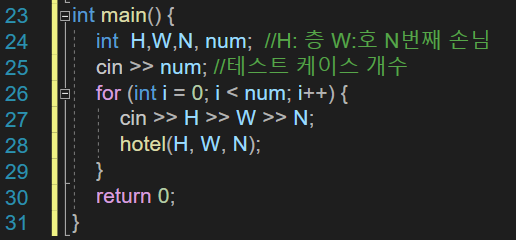 23 int main() {
24 int H,W,N, num; //H: 층 W:호 N번째 손님
25 cin >> num; //테스트 케이스 개수
26 for (int i = 0; i < num; i++) {
27 cin >> H >> W >> N;
28 hotel(H, W, N);
29 }
30 return 0;
31 }